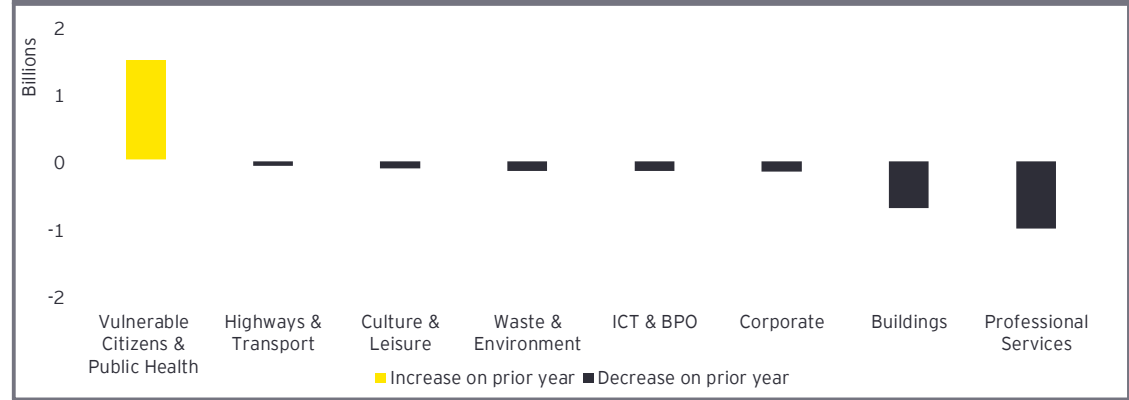 2
Billions
1
0
-1
-2
Vulnerable
Citizens &
Public Health
Highways &
Transport
Culture &
Leisure
Waste &
Environment
ICT & BPO
Corporate
Buildings
Professional
Services
Increase on prior year
Decrease on prior year